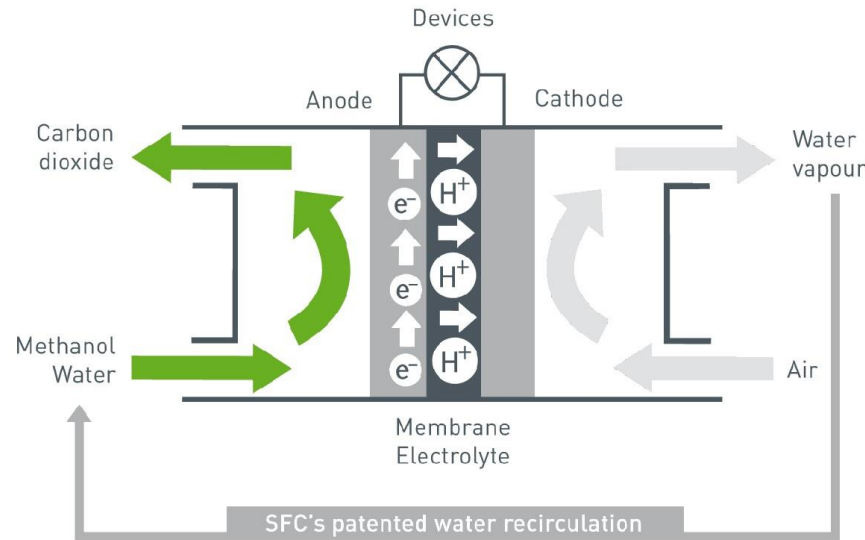 Devices
Anode
Cathode
Carbon
dioxide
Water
vapour
e⁻
H⁺
e⁻
H⁺
e⁻
H⁺
Methanol
Water
Air
Membrane
Electrolyte
SFC's patented water recirculation